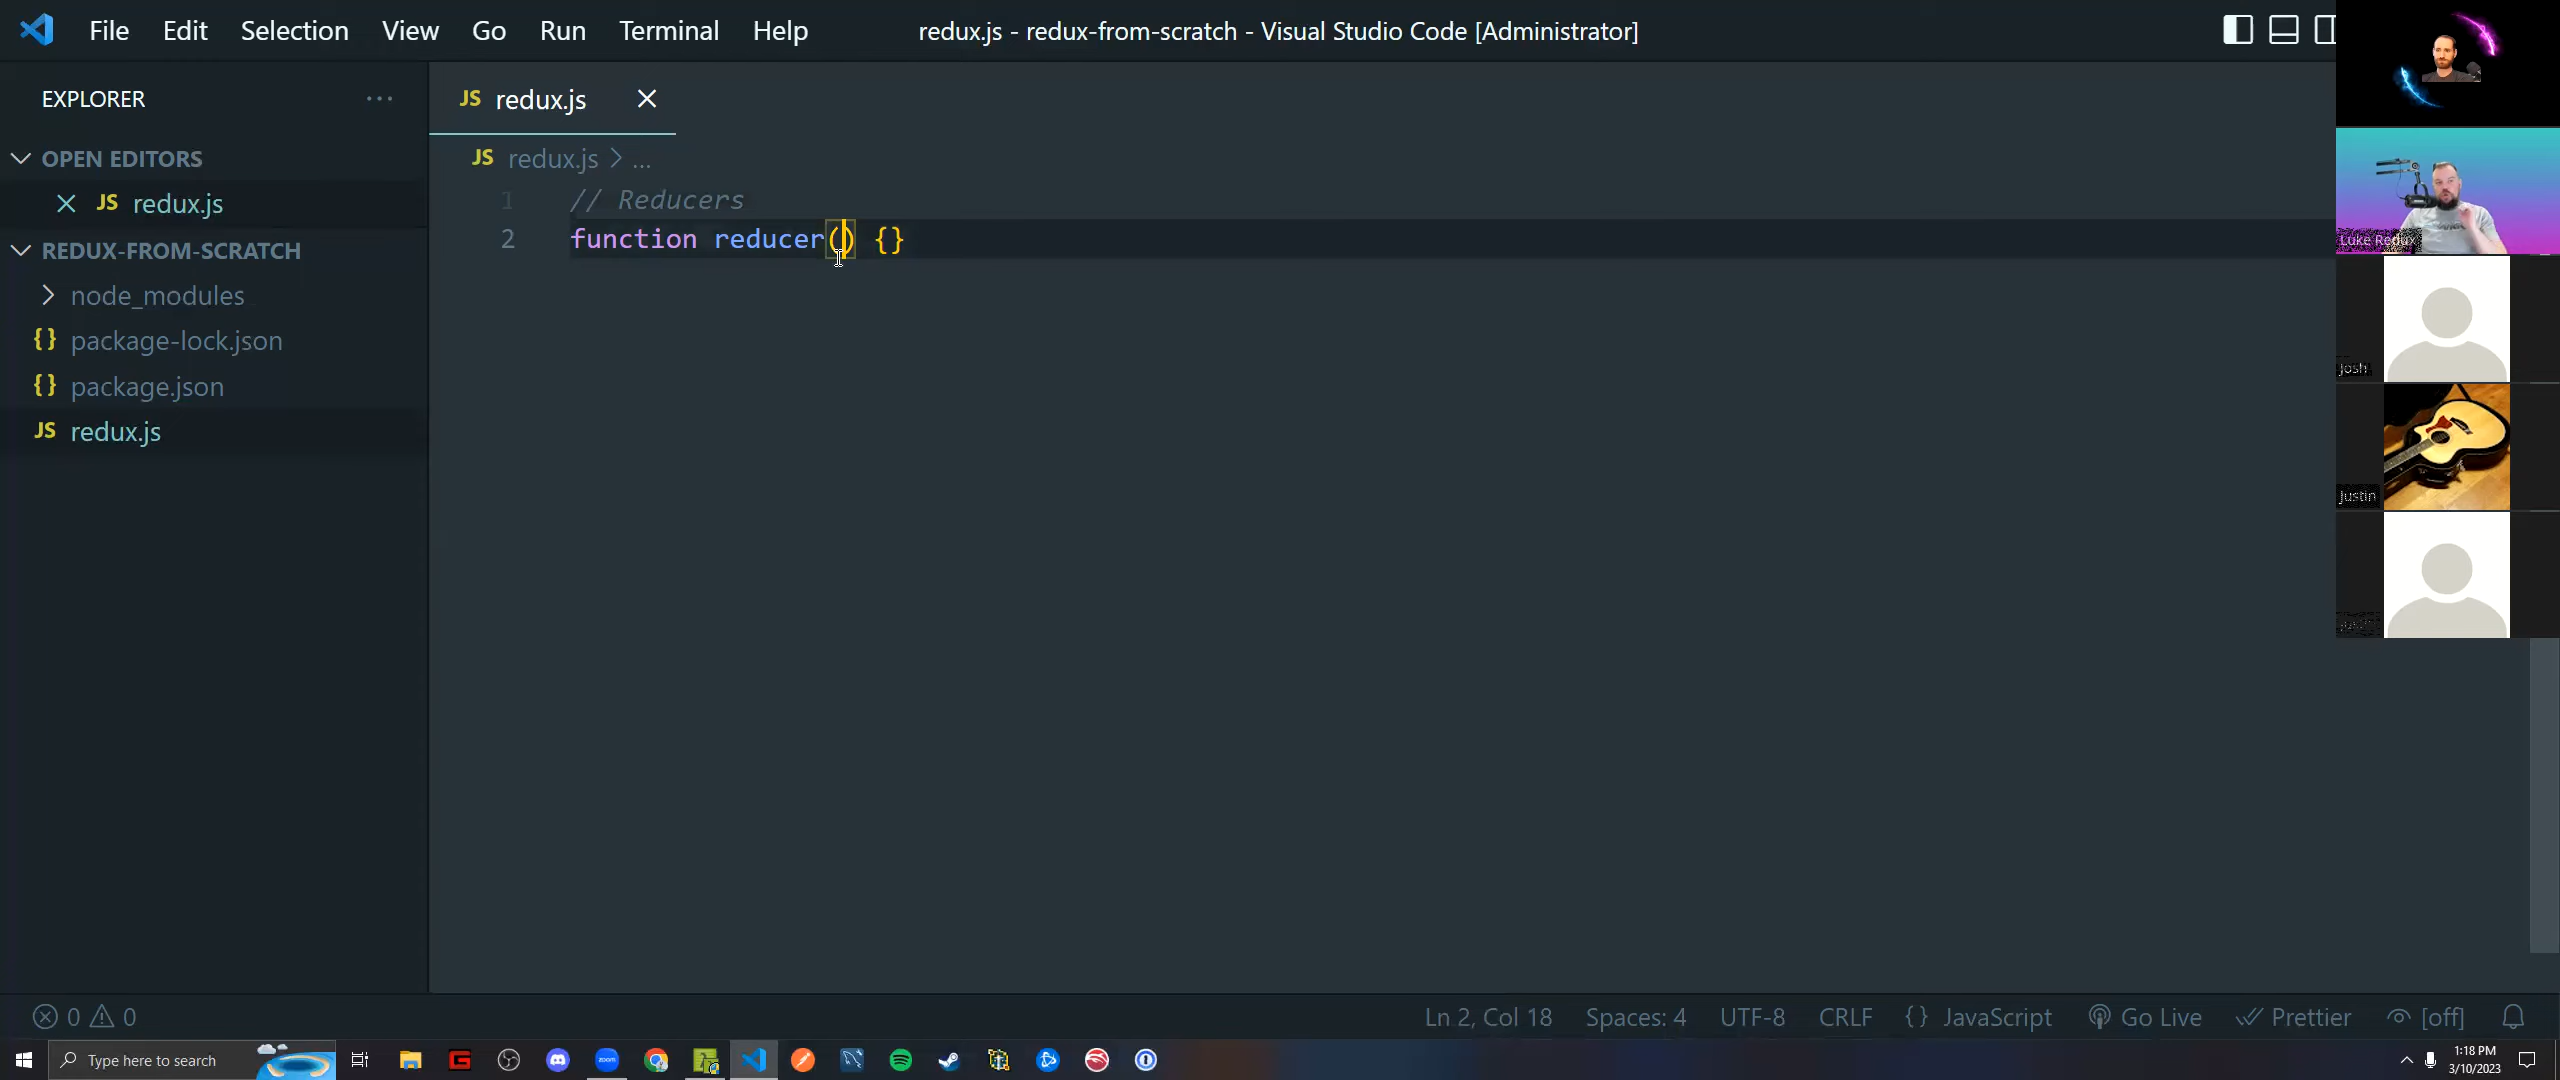 File Edit Selection View Go Run Terminal Help redux.js - redux-from-scratch - Visual Studio Code [Administrator]
EXPLORER ...
OPEN EDITORS
JS redux.js
REDUX-FROM-SCRATCH
node_modules
{} package-lock.json
{} package.json
JS redux.js
JS redux.js
JS redux.js > ...
1 // Reducers
2 function reducer() {}
Luke Redux
Josh
Justin
0 0 Ln 2, Col 18 Spaces: 4 UTF-8 CRLF {} JavaScript Go Live Prettier [off]
Type here to search zoom 1:18 PM
3/10/2023